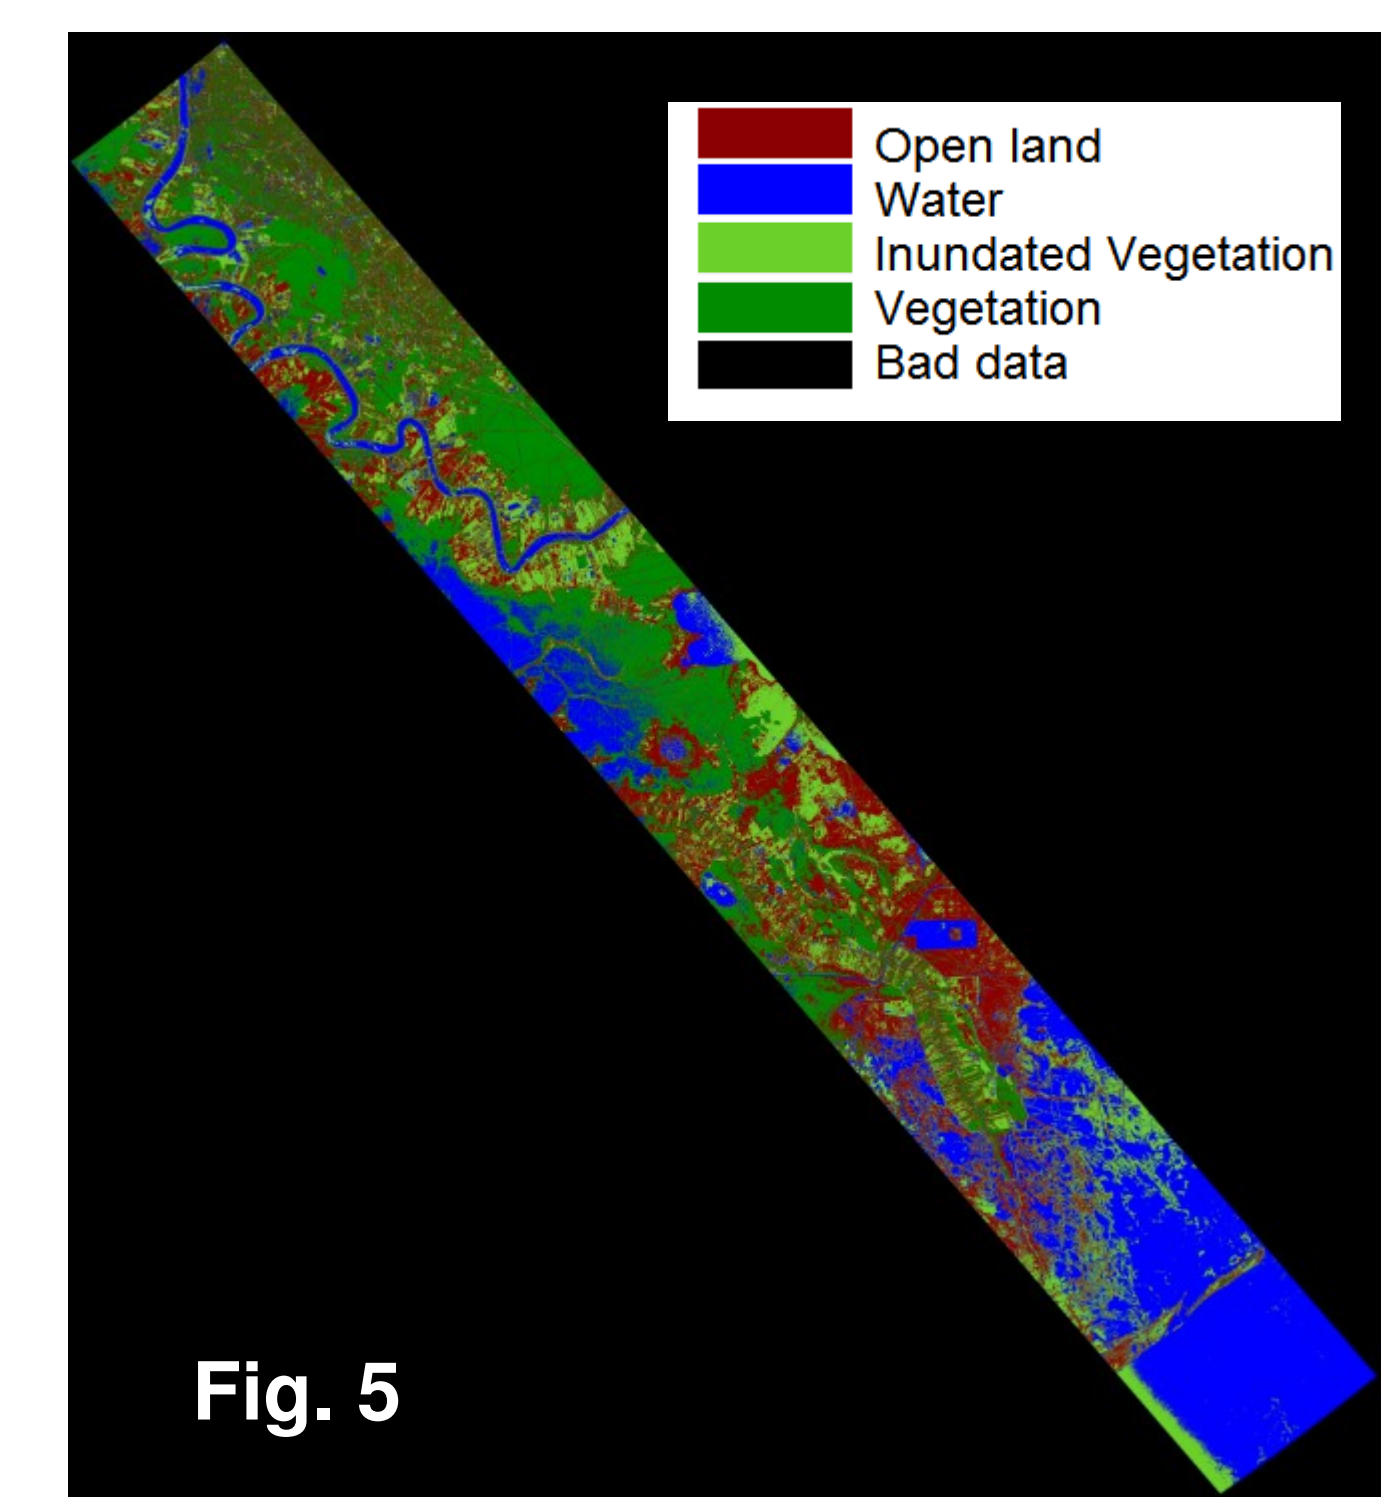 Open land
Water
Inundated Vegetation
Vegetation
Bad data
Fig. 5